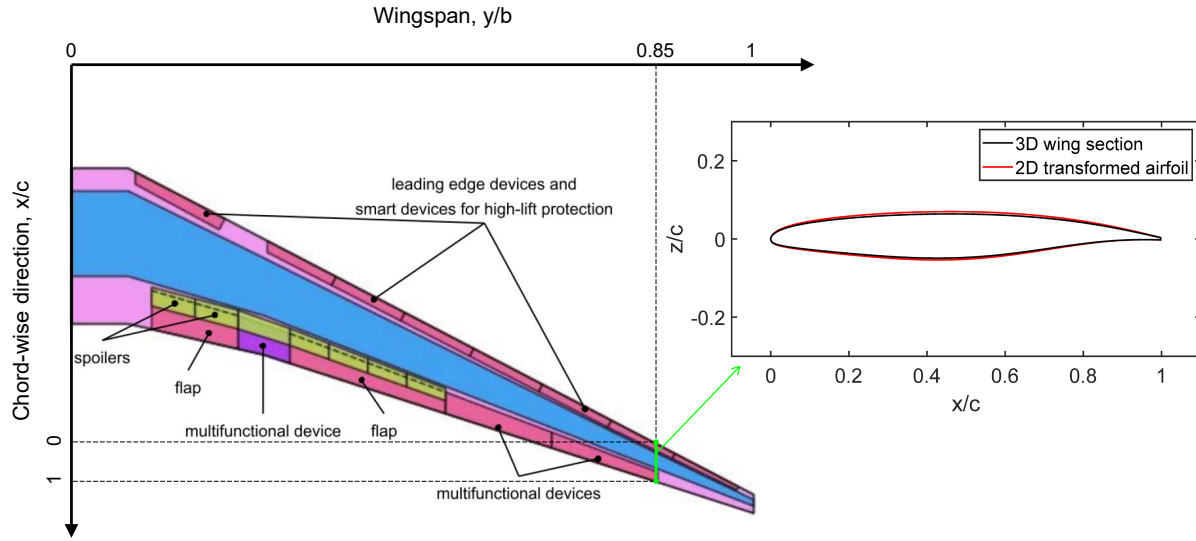 Wingspan, y/b
0
0.85
1
Chord-wise direction, x/c
leading edge devices and
smart devices for high-lift protection
spoilers
flap
multifunctional device
flap
multifunctional devices
0
1
3D wing section
2D transformed airfoil
z/c
0.2
0
-0.2
0
0.2
0.4
0.6
0.8
1
x/c